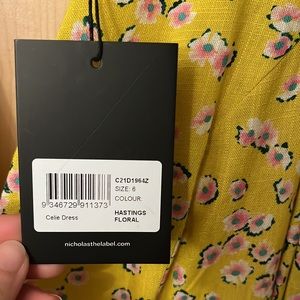 C21D1964Z
SIZE: 6
COLOUR:
9 346729 911373
Celie Dress
HASTINGS
FLORAL
nicholasthelabel.com